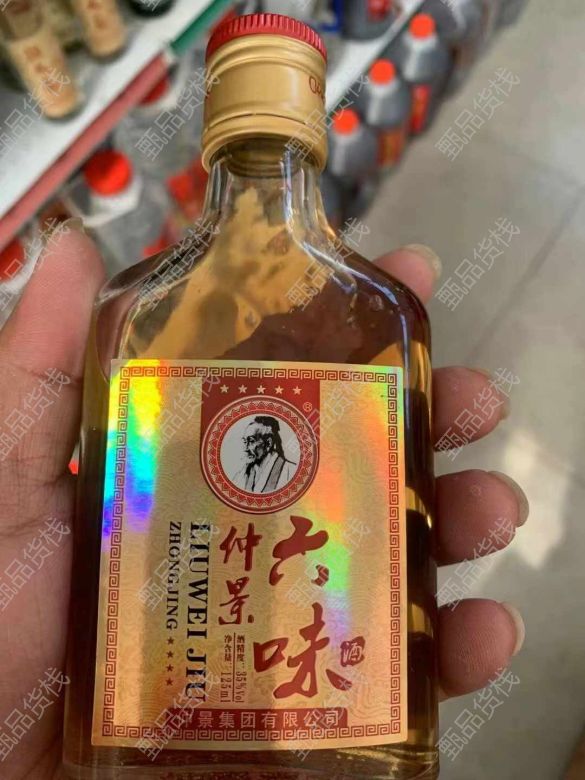 ®
六味
酒
仲景
LIUWEI JIU
ZHONGJING
酒精度：35%Vol
净含量：125ml
仲景集团有限公司
甄品货栈